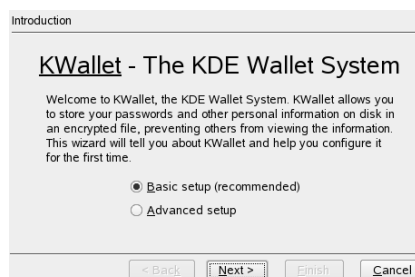 Introduction
KWallet - The KDE Wallet System
Welcome to KWallet, the KDE Wallet System. KWallet allows you
to store your passwords and other personal information on disk in
an encrypted file, preventing others from viewing the information.
This wizard will tell you about KWallet and help you configure it
for the first time.
Basic setup (recommended)
Advanced setup
< Back
Next >
Finish
Cancel